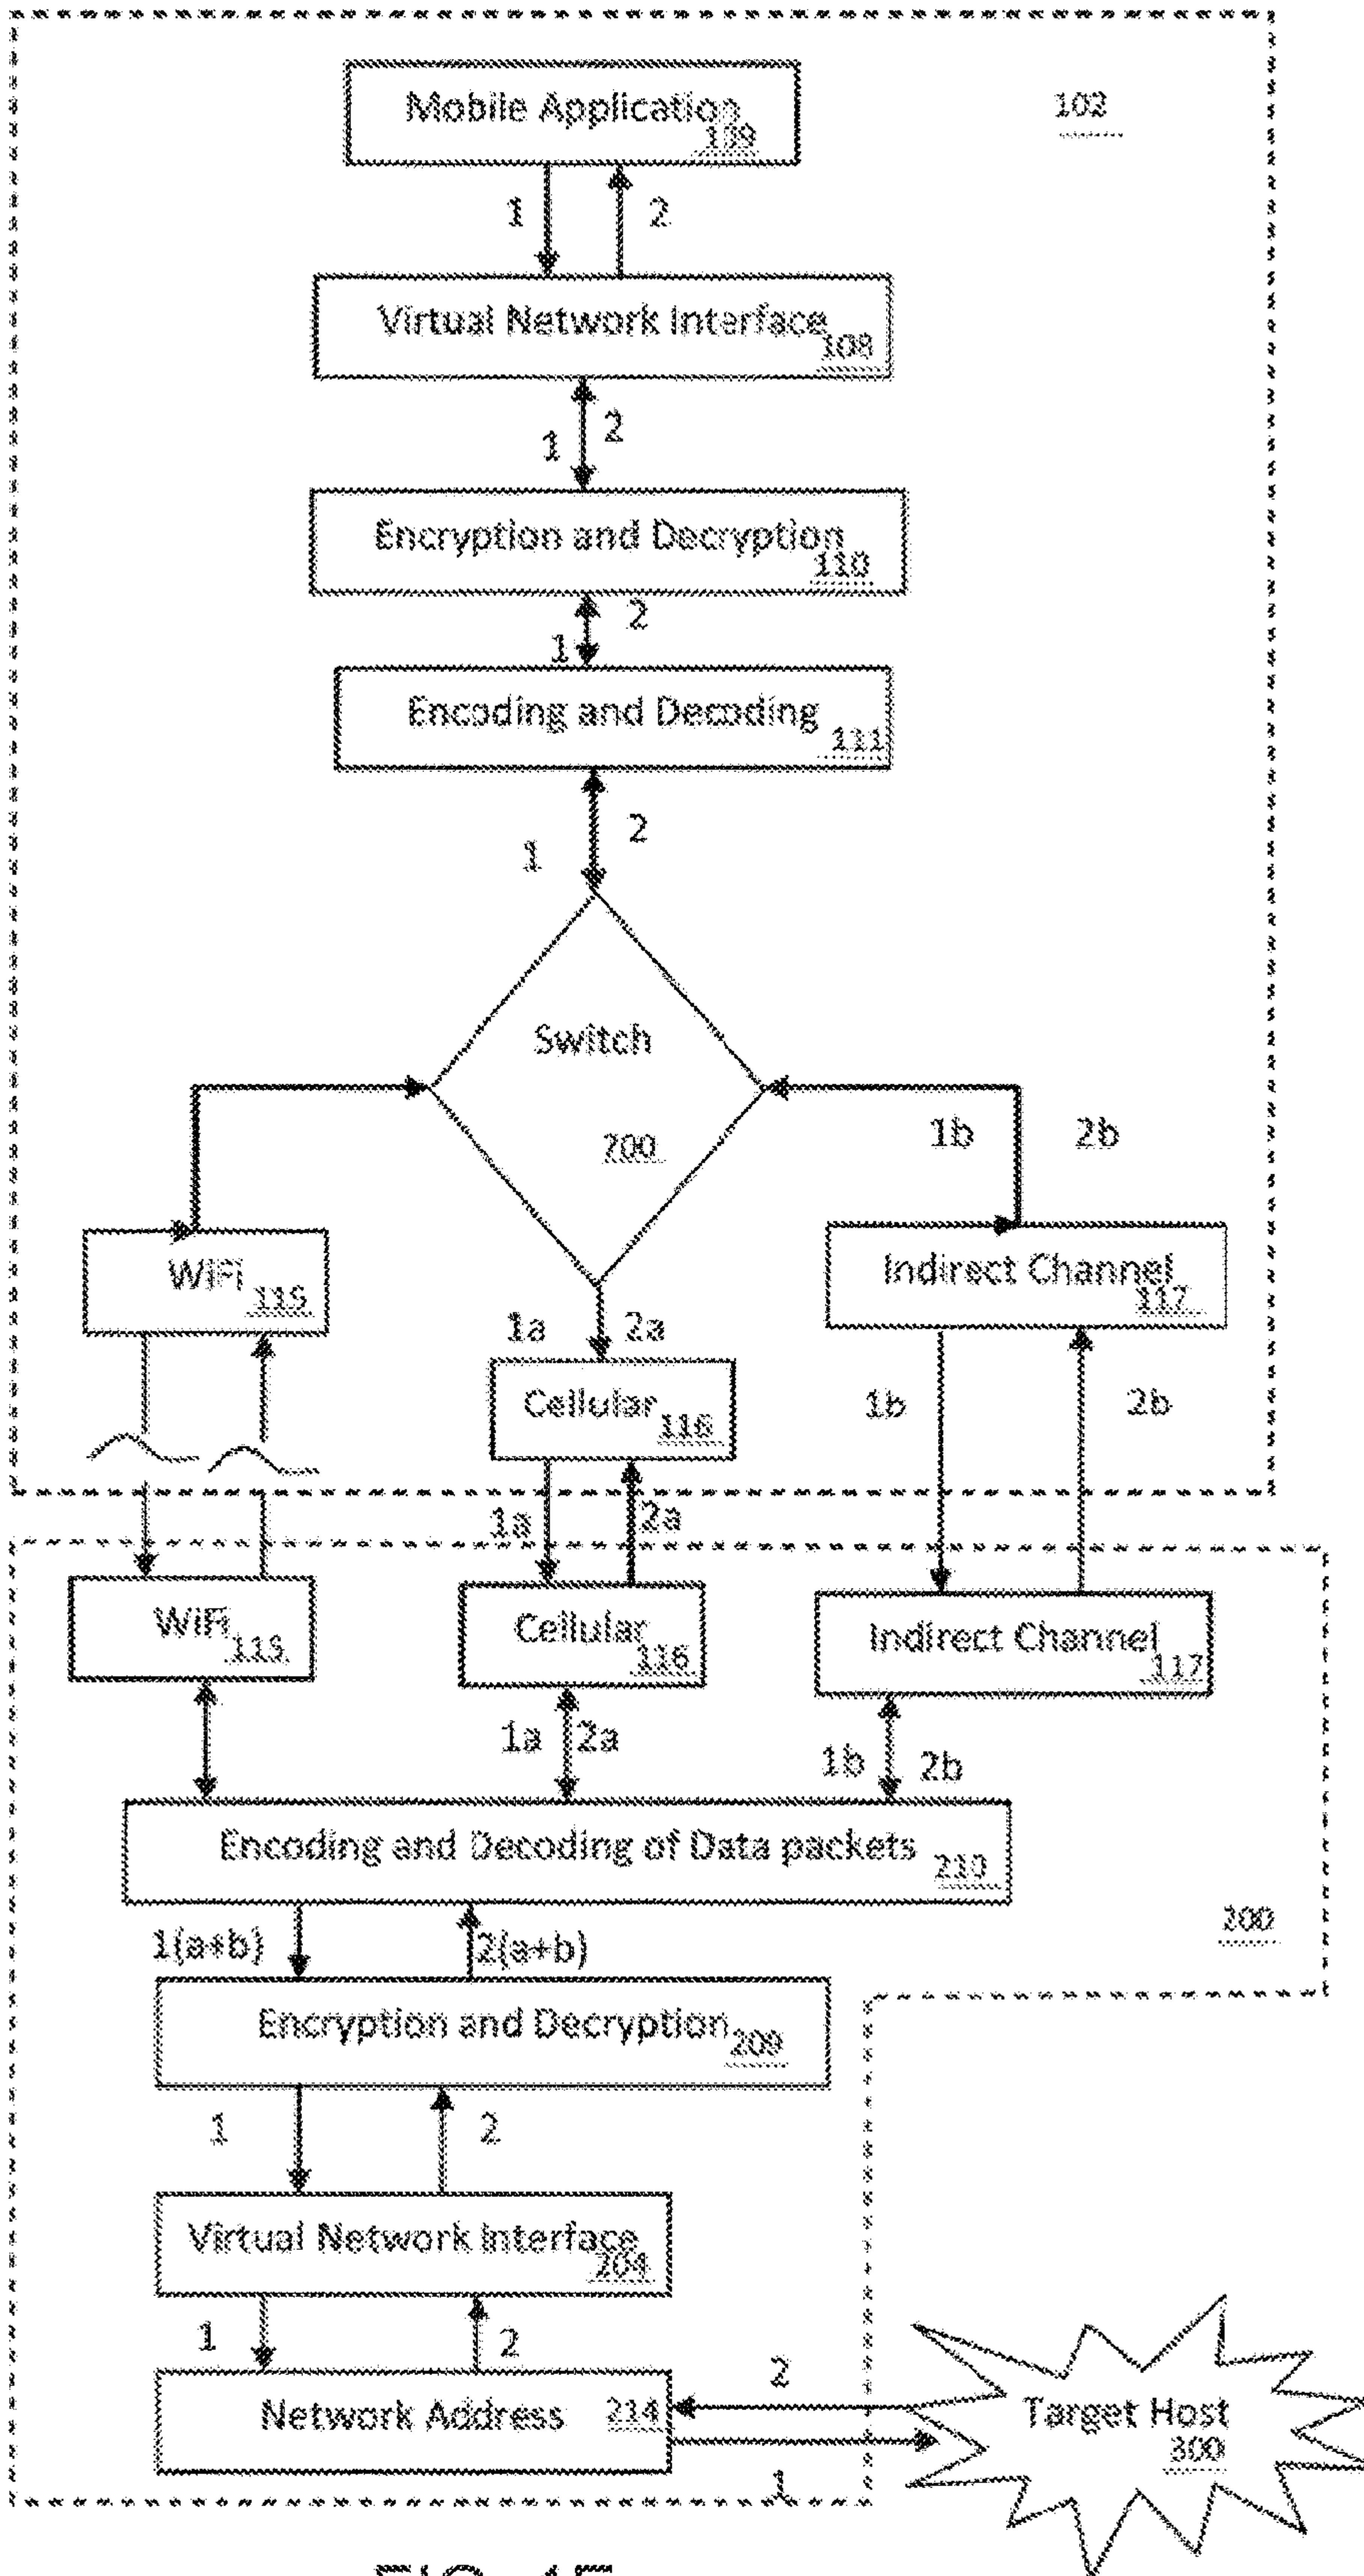 Mobile Application
109
102
1
2
Virtual Network Interface
108
1
2
Encryption and Decryption
110
1
2
Encoding and Decoding
111
1
2
Switch
700
1b
2b
WiFi
115
Indirect Channel
117
1a
2a
Cellular
116
1b
2b
1a
2a
WiFi
115
Cellular
116
Indirect Channel
117
1a
2a
1b
2b
Encoding and Decoding of Data packets
210
1(a+b)
2(a+b)
200
Encryption and Decryption
209
1
2
Virtual Network Interface
204
1
2
Network Address
214
2
1
Target Host
300